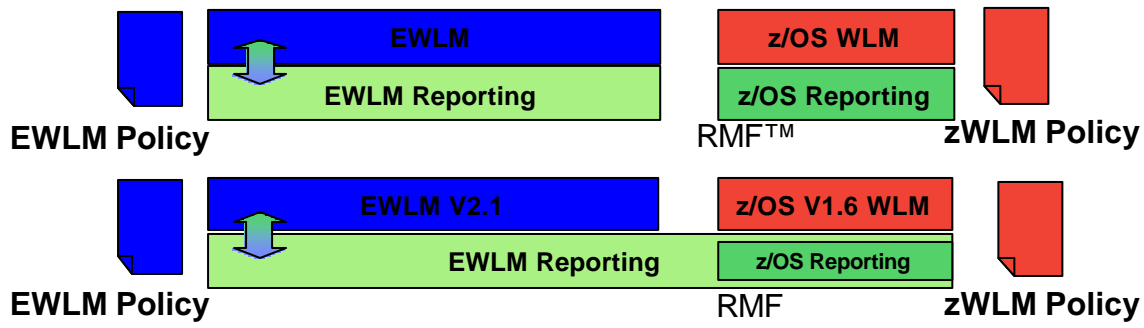 EWLM
z/OS WLM
EWLM Reporting
z/OS Reporting
RMF™
EWLM Policy
zWLM Policy
EWLM V2.1
z/OS V1.6 WLM
EWLM Reporting
z/OS Reporting
RMF
EWLM Policy
zWLM Policy